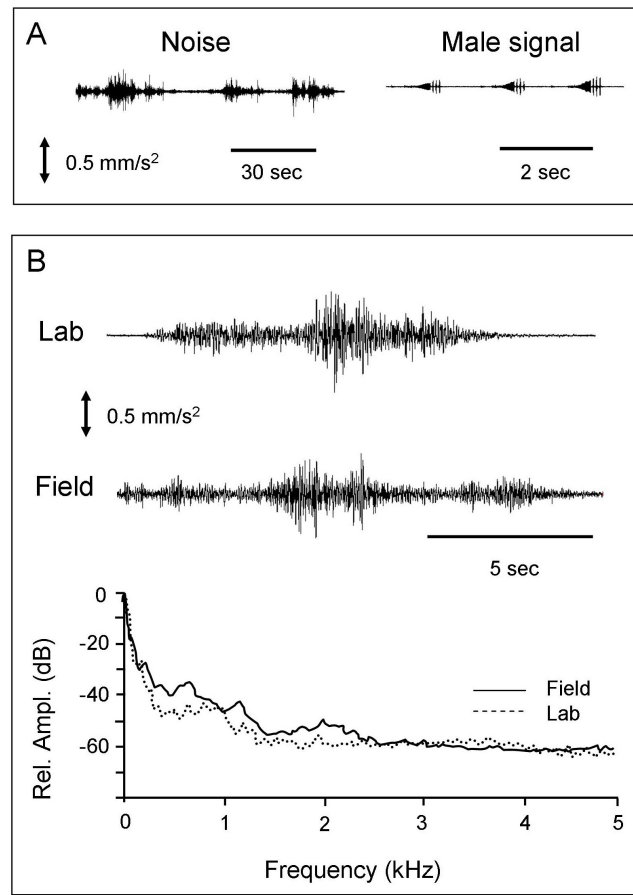 A
Noise
Male signal
0.5 mm/s²
30 sec
2 sec
B
Lab
0.5 mm/s²
Field
5 sec
0
-20
-40
-60
Rel. Ampl. (dB)
Field
Lab
0 1 2 3 4 5
Frequency (kHz)